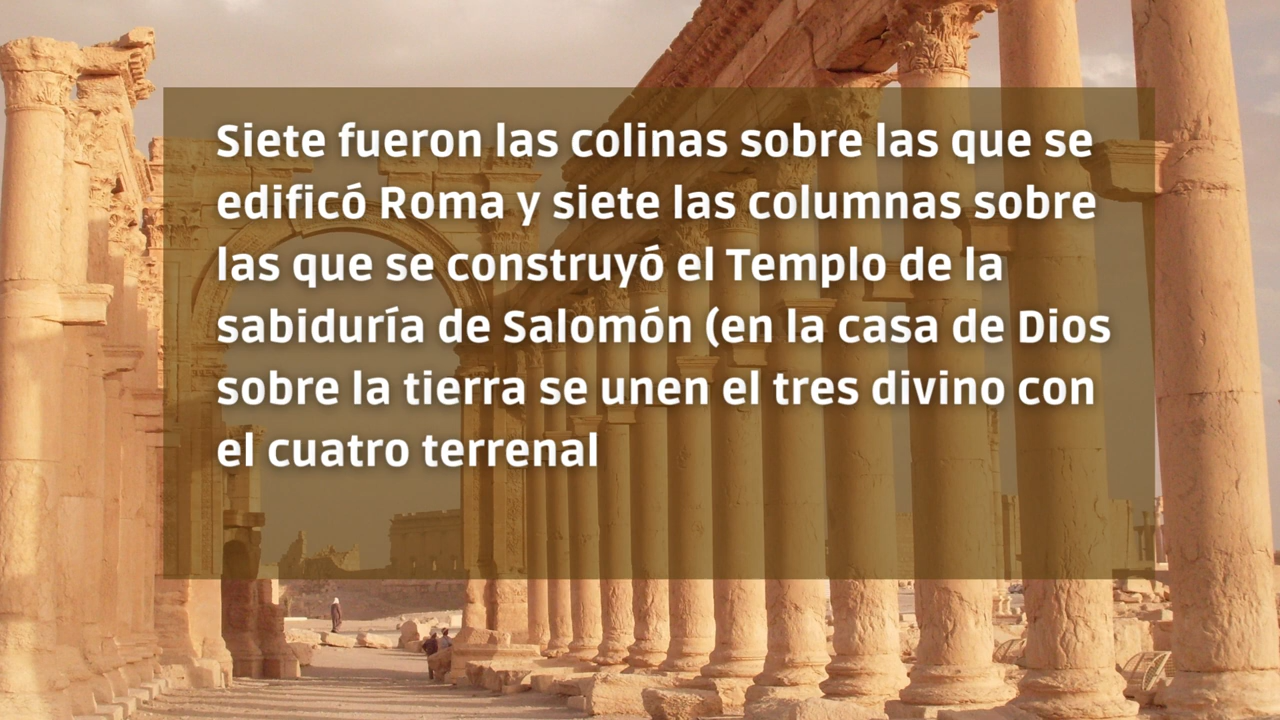 Siete fueron las colinas sobre las que se
edificó Roma y siete las columnas sobre
las que se construyó el Templo de la
sabiduría de Salomón (en la casa de Dios
sobre la tierra se unen el tres divino con
el cuatro terrenal